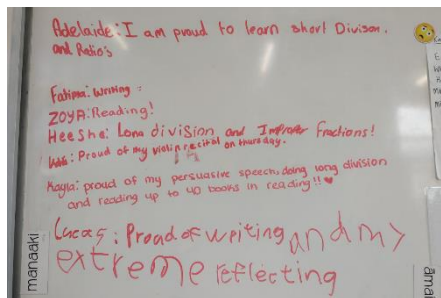 Adelaide: I am proud to learn short Divison.
and Ratio's
Fatima: Writing
ZOYA: Reading!
HeeShe: Long division and Improper Fractions!
: Proud of my violin recital on thursday.
Kayla: proud of my persuasive speech, doing long division
and reading up to 40 books in reading!!
Lucas: Proud of writing and my
extreme reflecting
manaaki